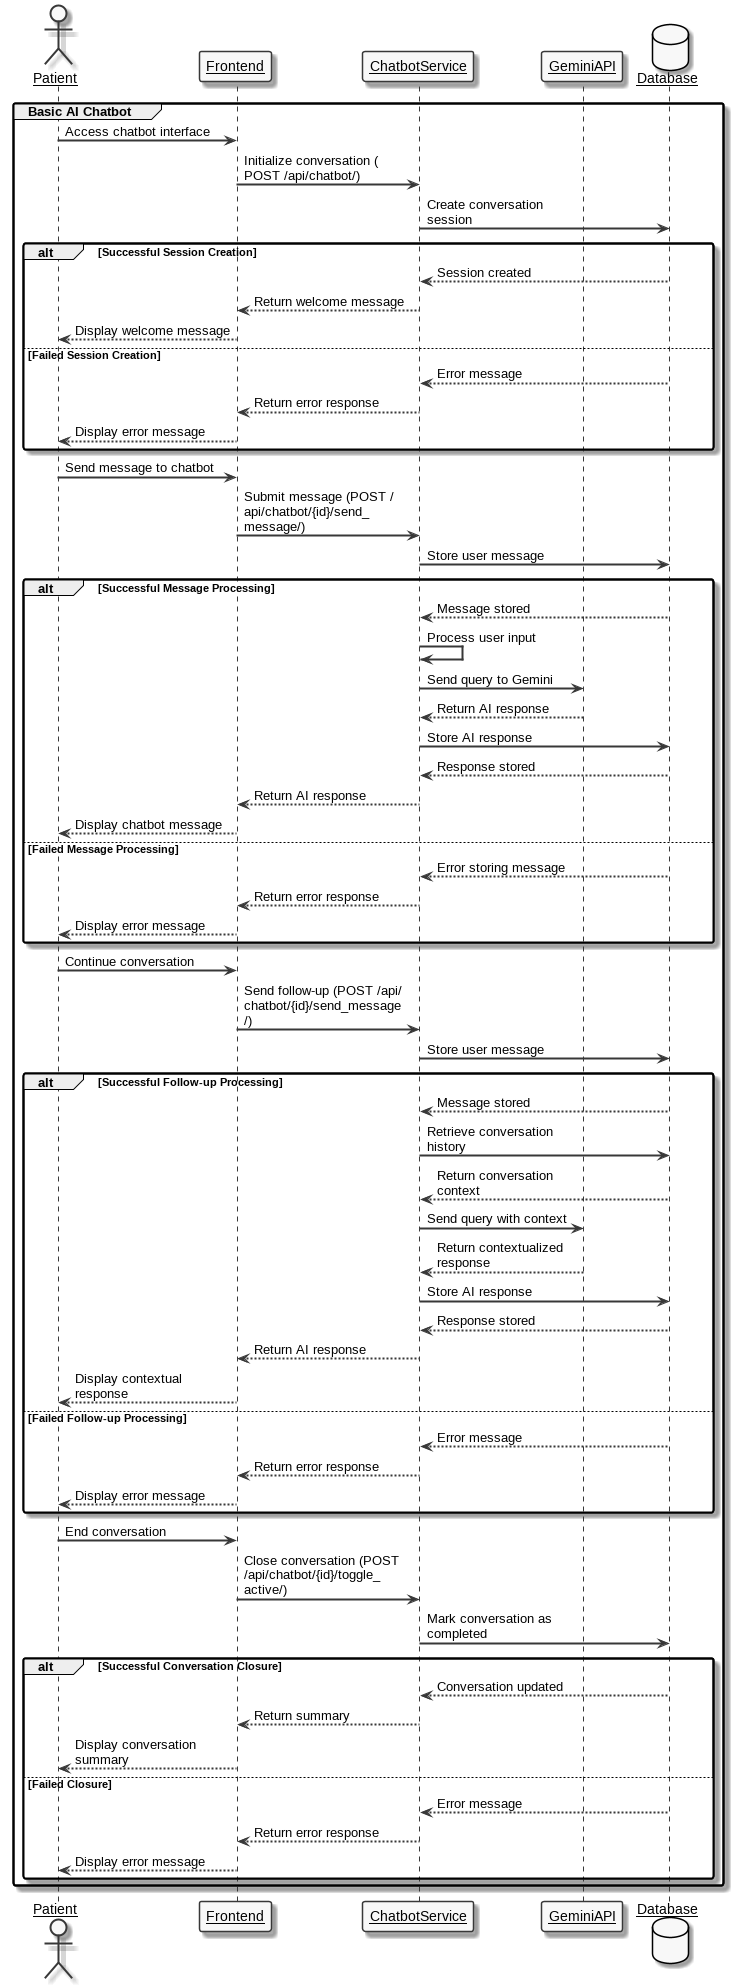 Patient
Frontend
ChatbotService
GeminiAPI
Database
Basic AI Chatbot
Access chatbot interface
Initialize conversation (
POST /api/chatbot/)
Create conversation
session
alt
[Successful Session Creation]
Session created
Return welcome message
Display welcome message
[Failed Session Creation]
Error message
Return error response
Display error message
Send message to chatbot
Submit message (POST /
api/chatbot/{id}/send_
message/)
Store user message
alt
[Successful Message Processing]
Message stored
Process user input
Send query to Gemini
Return AI response
Store AI response
Response stored
Return AI response
Display chatbot message
[Failed Message Processing]
Error storing message
Return error response
Display error message
Continue conversation
Send follow-up (POST /api/
chatbot/{id}/send_message
/)
Store user message
alt
[Successful Follow-up Processing]
Message stored
Retrieve conversation
history
Return conversation
context
Send query with context
Return contextualized
response
Store AI response
Response stored
Return AI response
Display contextual
response
[Failed Follow-up Processing]
Error message
Return error response
Display error message
End conversation
Close conversation (POST
/api/chatbot/{id}/toggle_
active/)
Mark conversation as
completed
alt
[Successful Conversation Closure]
Conversation updated
Return summary
Display conversation
summary
[Failed Closure]
Error message
Return error response
Display error message
Patient
Frontend
ChatbotService
GeminiAPI
Database